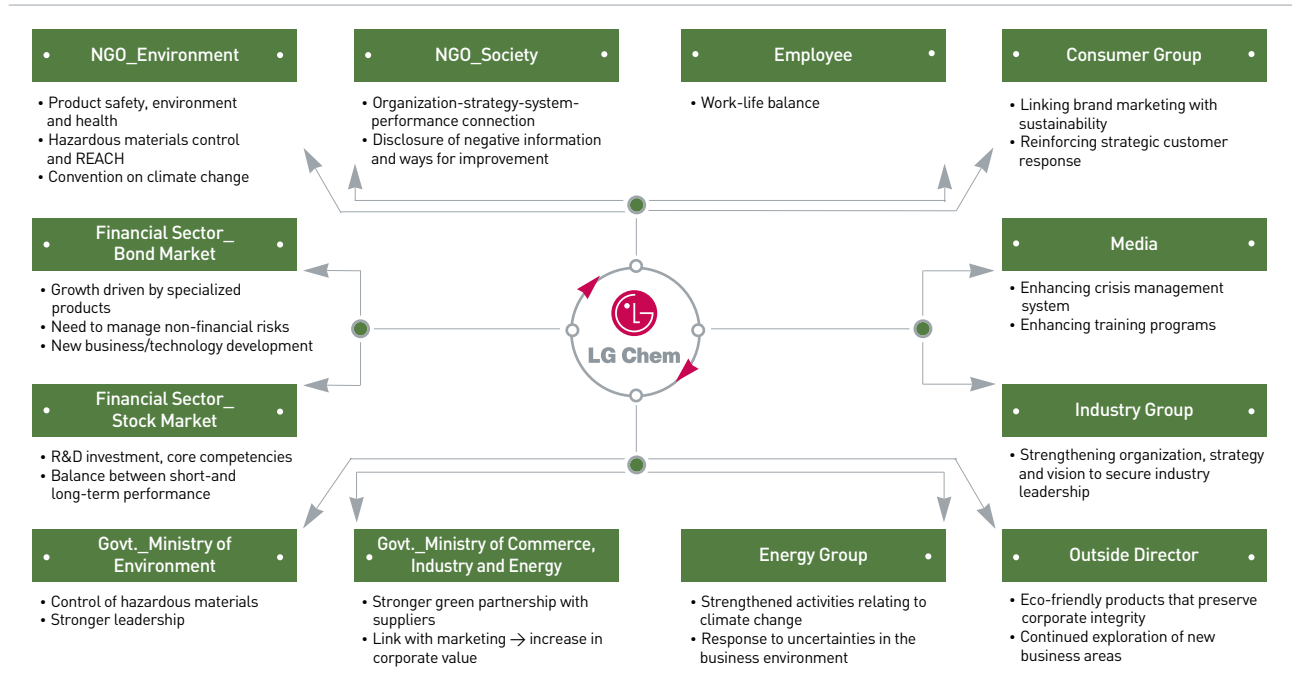 NGO_Environment
• Product safety, environment
and health
• Hazardous materials control
and REACH
• Convention on climate change
NGO_Society
• Organization-strategy-system-
performance connection
• Disclosure of negative information
and ways for improvement
Employee
• Work-life balance
Consumer Group
• Linking brand marketing with
sustainability
• Reinforcing strategic customer
response
Financial Sector_
Bond Market
• Growth driven by specialized
products
• Need to manage non-financial risks
• New business/technology development
LG
LG Chem
Media
• Enhancing crisis management
system
• Enhancing training programs
Financial Sector_
Stock Market
• R&D investment, core competencies
• Balance between short-and
long-term performance
Industry Group
• Strengthening organization, strategy
and vision to secure industry
leadership
Govt._Ministry of
Environment
• Control of hazardous materials
• Stronger leadership
Govt._Ministry of Commerce,
Industry and Energy
• Stronger green partnership with
suppliers
• Link with marketing → increase in
corporate value
Energy Group
• Strengthened activities relating to
climate change
• Response to uncertainties in the
business environment
Outside Director
• Eco-friendly products that preserve
corporate integrity
• Continued exploration of new
business areas